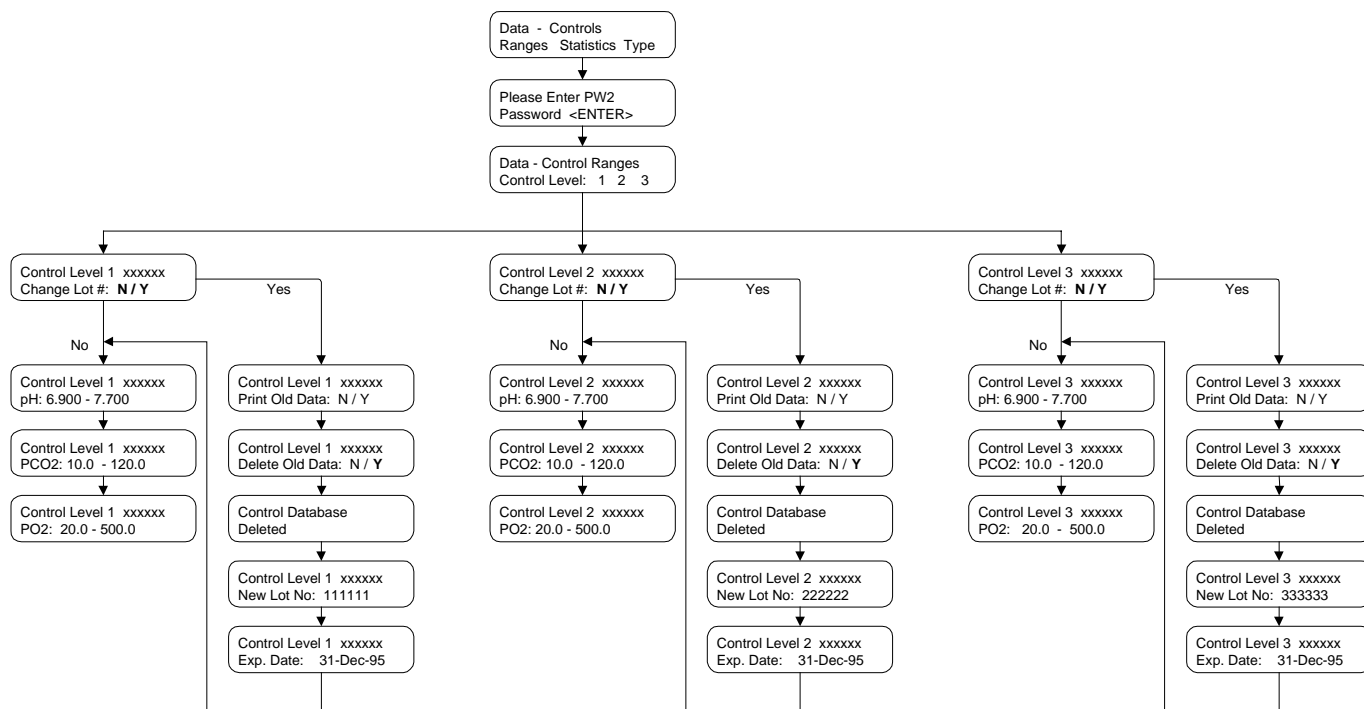 Data - Controls
Ranges Statistics Type
Please Enter PW2
Password <ENTER>
Data - Control Ranges
Control Level: 1 2 3
Control Level 1 xxxxxx
Change Lot #: N / Y
Yes
No
Control Level 1 xxxxxx
pH: 6.900 - 7.700
Control Level 1 xxxxxx
PCO2: 10.0 - 120.0
Control Level 1 xxxxxx
PO2: 20.0 - 500.0
Control Level 1 xxxxxx
Print Old Data: N / Y
Control Level 1 xxxxxx
Delete Old Data: N / Y
Control Database
Deleted
Control Level 1 xxxxxx
New Lot No: 111111
Control Level 1 xxxxxx
Exp. Date: 31-Dec-95
Control Level 2 xxxxxx
Change Lot #: N / Y
Yes
No
Control Level 2 xxxxxx
pH: 6.900 - 7.700
Control Level 2 xxxxxx
PCO2: 10.0 - 120.0
Control Level 2 xxxxxx
PO2: 20.0 - 500.0
Control Level 2 xxxxxx
Print Old Data: N / Y
Control Level 2 xxxxxx
Delete Old Data: N / Y
Control Database
Deleted
Control Level 2 xxxxxx
New Lot No: 222222
Control Level 2 xxxxxx
Exp. Date: 31-Dec-95
Control Level 3 xxxxxx
Change Lot #: N / Y
Yes
No
Control Level 3 xxxxxx
pH: 6.900 - 7.700
Control Level 3 xxxxxx
PCO2: 10.0 - 120.0
Control Level 3 xxxxxx
PO2: 20.0 - 500.0
Control Level 3 xxxxxx
Print Old Data: N / Y
Control Level 3 xxxxxx
Delete Old Data: N / Y
Control Database
Deleted
Control Level 3 xxxxxx
New Lot No: 333333
Control Level 3 xxxxxx
Exp. Date: 31-Dec-95